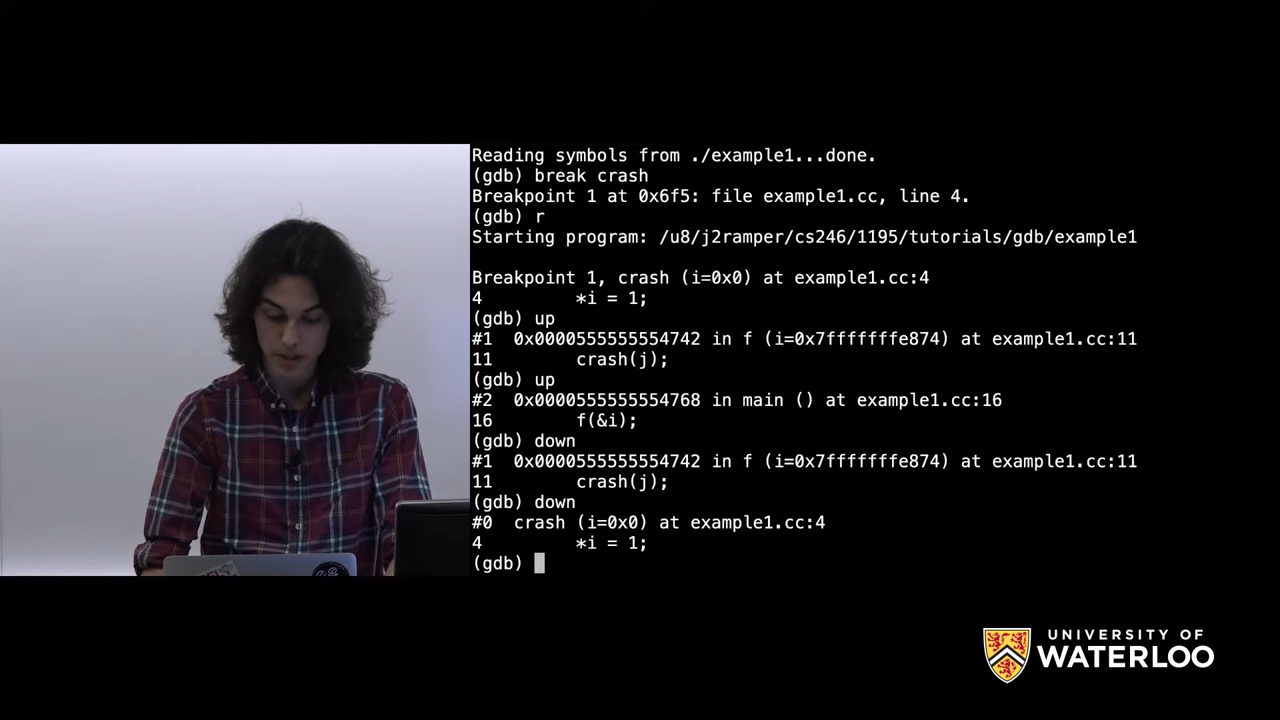 Reading symbols from ./example1...done.
(gdb) break crash
Breakpoint 1 at 0x6f5: file example1.cc, line 4.
(gdb) r
Starting program: /u8/j2ramper/cs246/1195/tutorials/gdb/example1
Breakpoint 1, crash (i=0x0) at example1.cc:4
4 *i = 1;
(gdb) up
#1 0x0000555555554742 in f (i=0x7fffffffe874) at example1.cc:11
11 crash(j);
(gdb) up
#2 0x0000555555554768 in main () at example1.cc:16
16 f(&i);
(gdb) down
#1 0x0000555555554742 in f (i=0x7fffffffe874) at example1.cc:11
11 crash(j);
(gdb) down
#0 crash (i=0x0) at example1.cc:4
4 *i = 1;
(gdb)
UNIVERSITY OF
WATERLOO